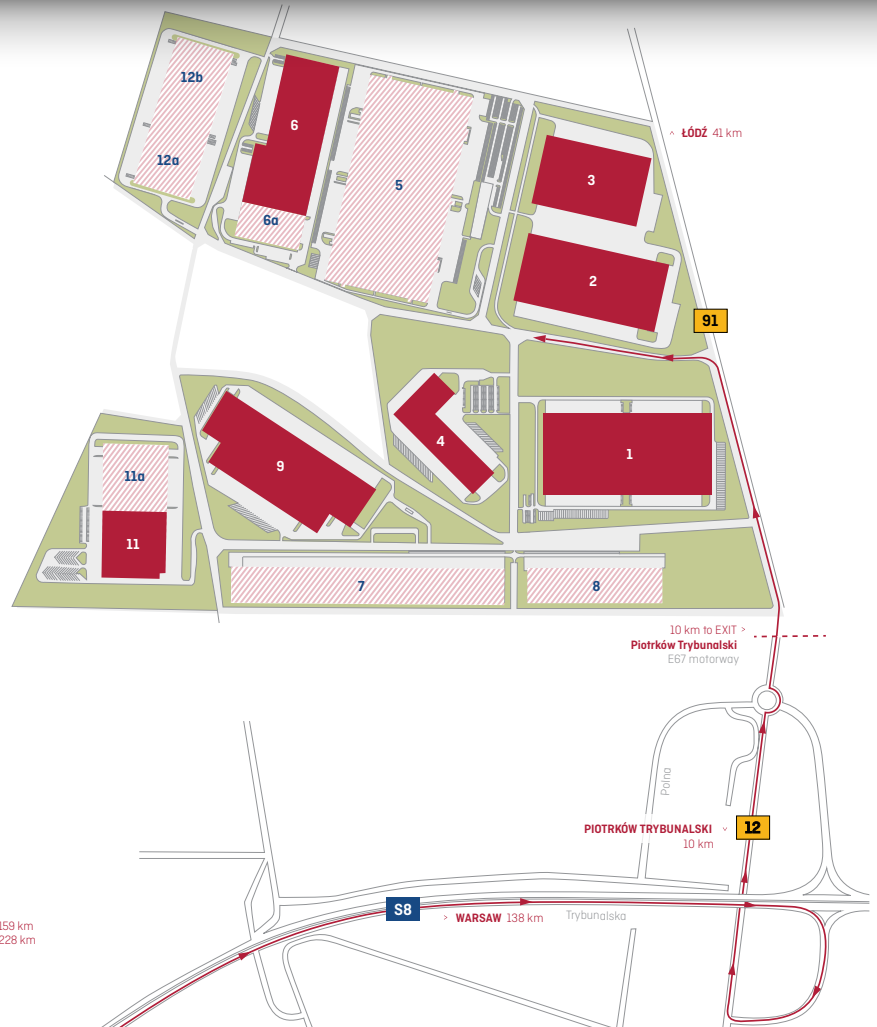 12b
6
ŁÓDŹ 41 km
12a
3
5
6a
2
91
4
1
9
11a
11
7
8
10 km to EXIT >
Piotrków Trybunalski
E67 motorway
Polna
PIOTRKÓW TRYBUNALSKI
12
10 km
S8
> WARSAW 138 km
Trybunalska
159 km
228 km